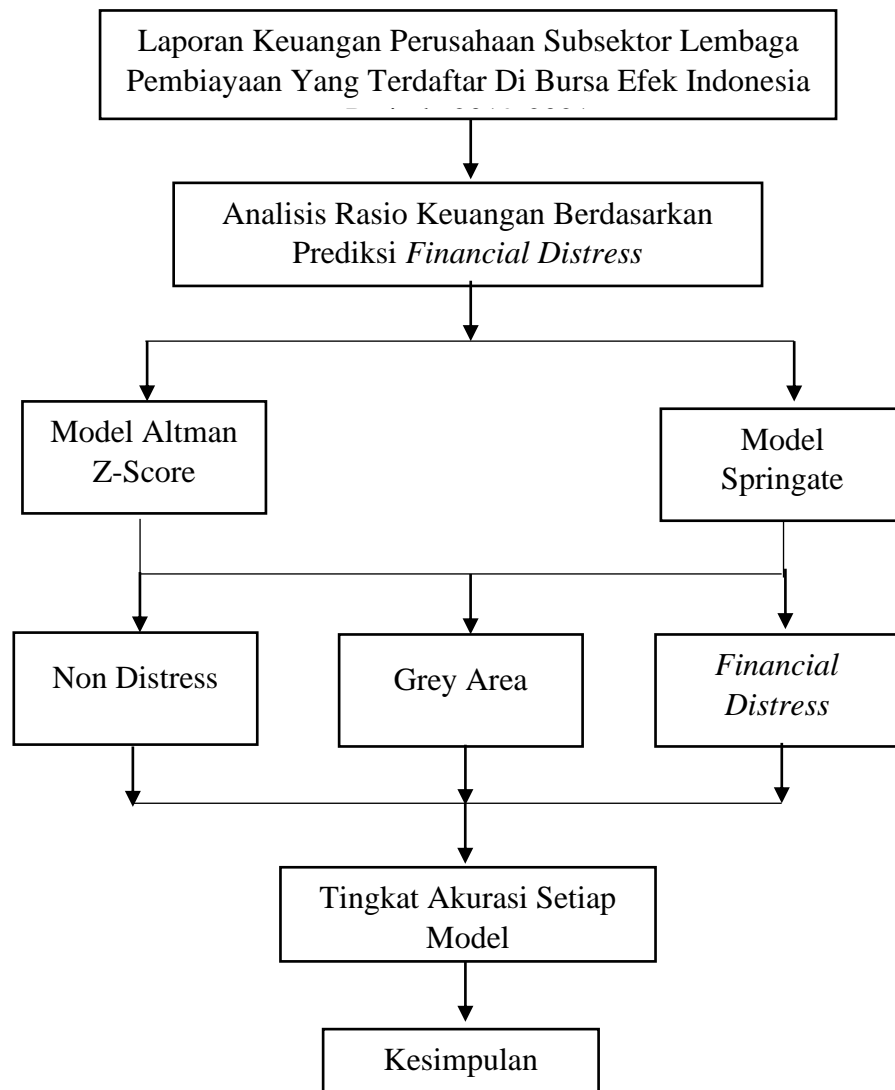 Laporan Keuangan Perusahaan Subsektor Lembaga
Pembiayaan Yang Terdaftar Di Bursa Efek Indonesia
Analisis Rasio Keuangan Berdasarkan
Prediksi Financial Distress
Model Altman
Z-Score
Model
Springate
Non Distress
Grey Area
Financial
Distress
Tingkat Akurasi Setiap
Model
Kesimpulan